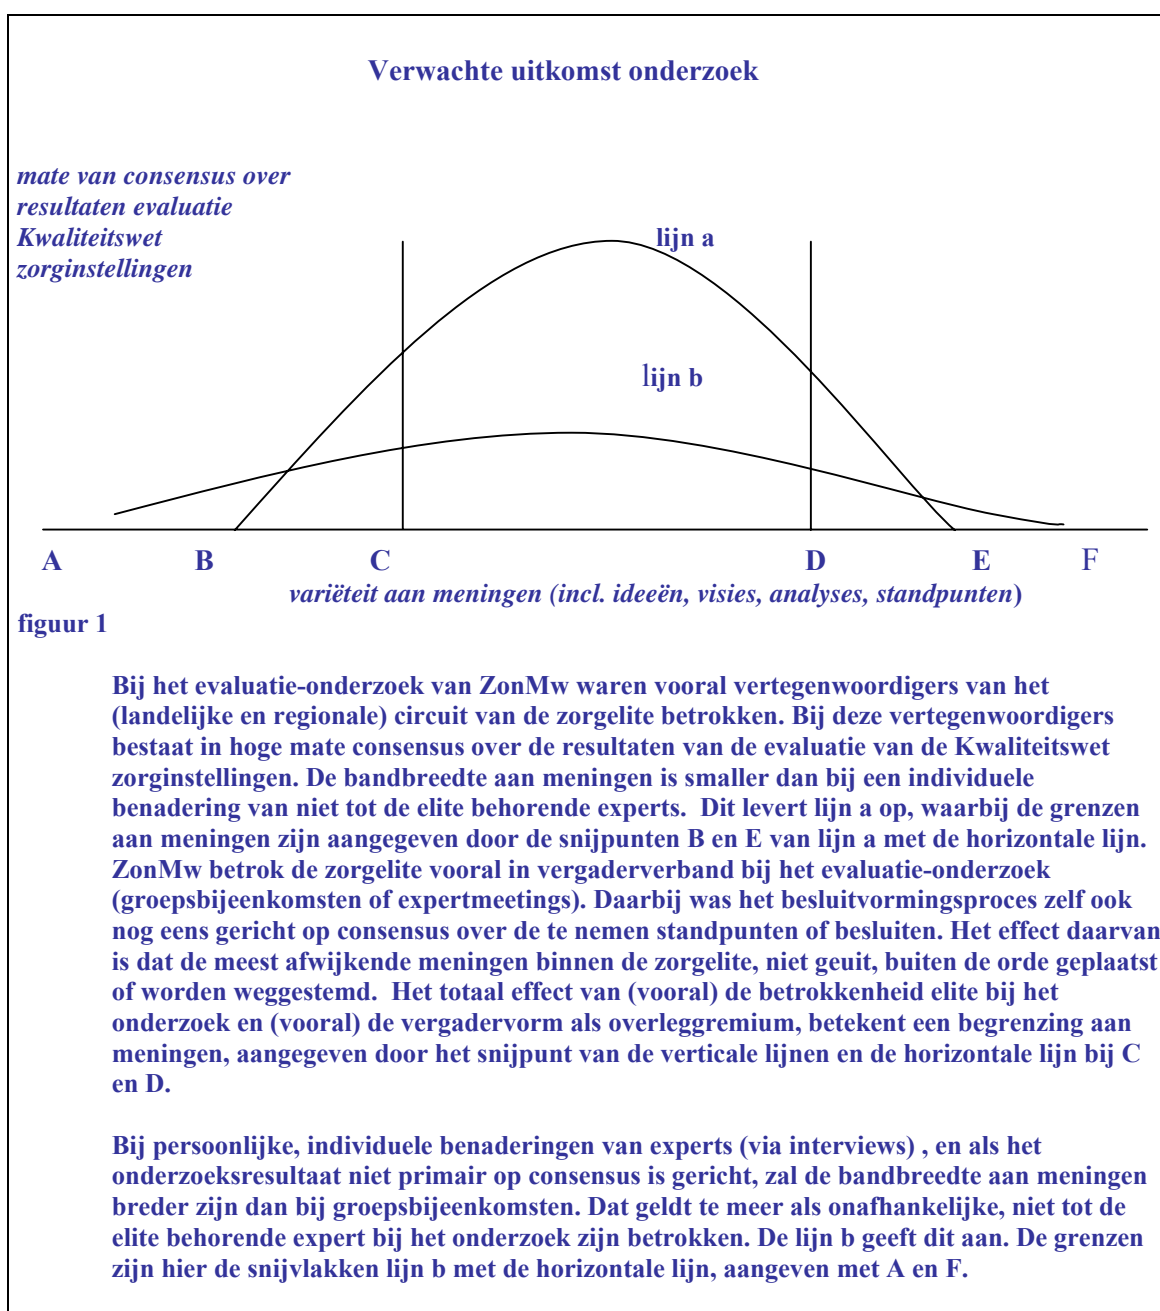 Verwachte uitkomst onderzoek
mate van consensus over
resultaten evaluatie
Kwaliteitswet
zorginstellingen
lijn a
lijn b
A B C D E F
variëteit aan meningen (incl. ideeën, visies, analyses, standpunten)
figuur 1
Bij het evaluatie-onderzoek van ZonMw waren vooral vertegenwoordigers van het
(landelijke en regionale) circuit van de zorgelite betrokken. Bij deze vertegenwoordigers
bestaat in hoge mate consensus over de resultaten van de evaluatie van de Kwaliteitswet
zorginstellingen. De bandbreedte aan meningen is smaller dan bij een individuele
benadering van niet tot de elite behorende experts. Dit levert lijn a op, waarbij de grenzen
aan meningen zijn aangegeven door de snijpunten B en E van lijn a met de horizontale lijn.
ZonMw betrok de zorgelite vooral in vergaderverband bij het evaluatie-onderzoek
(groepsbijeenkomsten of expertmeetings). Daarbij was het besluitvormingsproces zelf ook
nog eens gericht op consensus over de te nemen standpunten of besluiten. Het effect daarvan
is dat de meest afwijkende meningen binnen de zorgelite, niet geuit, buiten de orde geplaatst
of worden weggestemd. Het totaal effect van (vooral) de betrokkenheid elite bij het
onderzoek en (vooral) de vergadervorm als overleggremium, betekent een begrenzing aan
meningen, aangegeven door het snijpunt van de verticale lijnen en de horizontale lijn bij C
en D.
Bij persoonlijke, individuele benaderingen van experts (via interviews) , en als het
onderzoeksresultaat niet primair op consensus is gericht, zal de bandbreedte aan meningen
breder zijn dan bij groepsbijeenkomsten. Dat geldt te meer als onafhankelijke, niet tot de
elite behorende expert bij het onderzoek zijn betrokken. De lijn b geeft dit aan. De grenzen
zijn hier de snijvlakken lijn b met de horizontale lijn, aangeven met A en F.